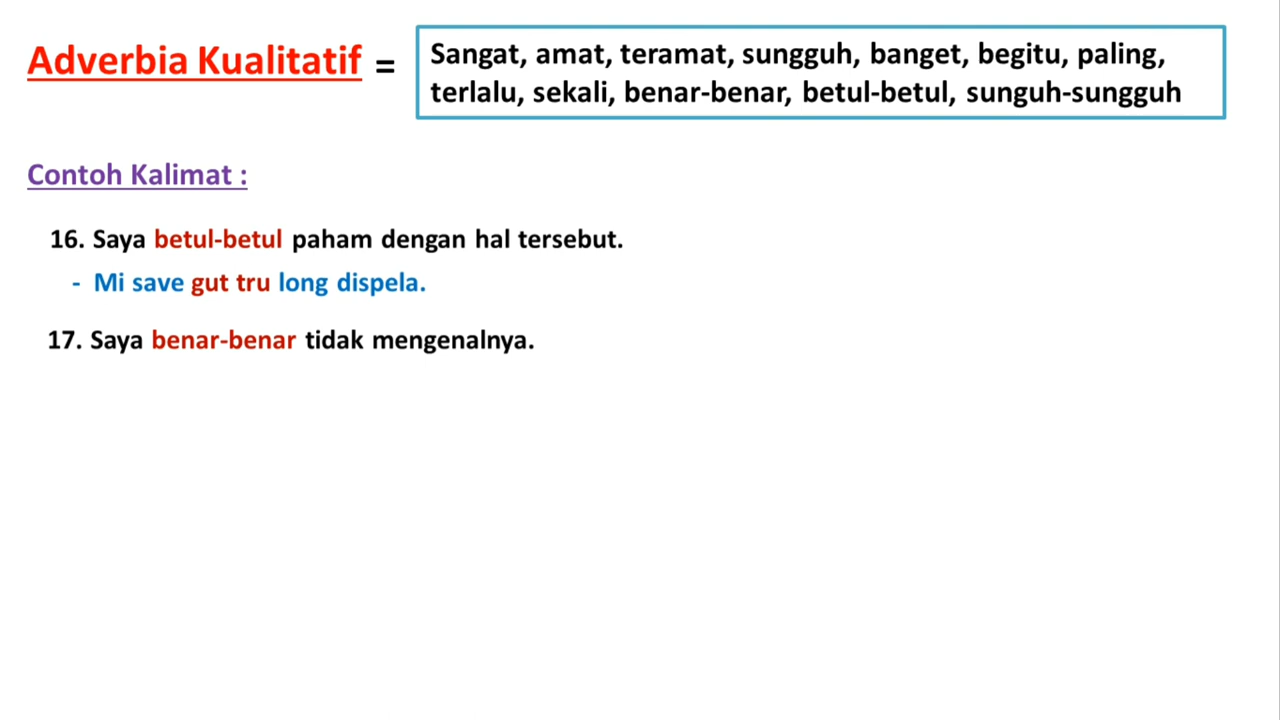 Adverbia Kualitatif =
Sangat, amat, teramat, sungguh, banget, begitu, paling,
terlalu, sekali, benar-benar, betul-betul, sunguh-sungguh
Contoh Kalimat :
16. Saya betul-betul paham dengan hal tersebut.
- Mi save gut tru long dispela.
17. Saya benar-benar tidak mengenalnya.